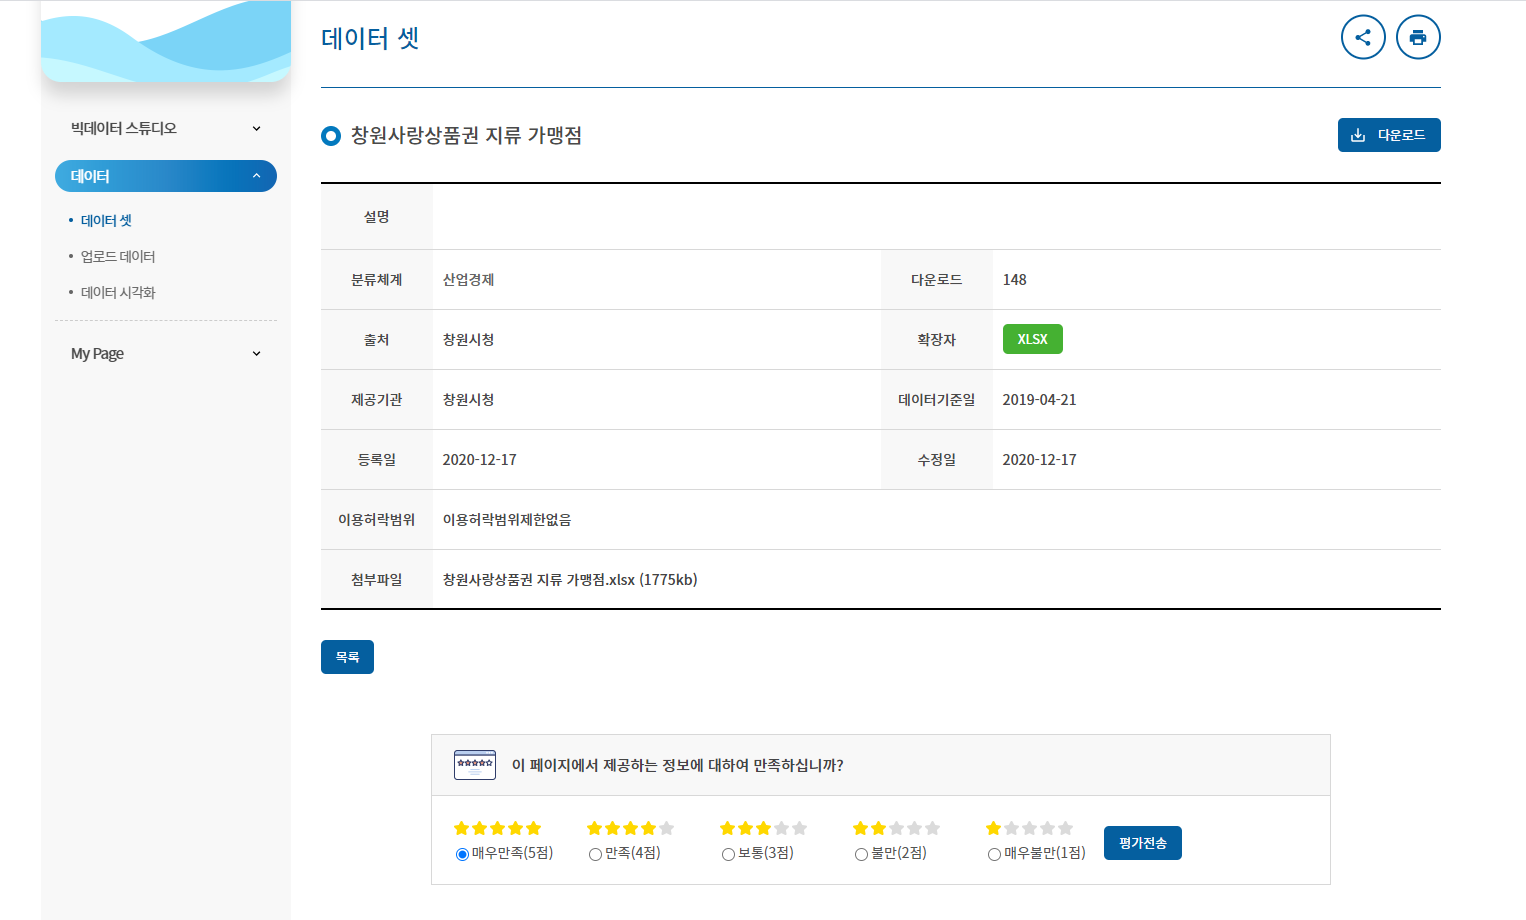 데이터 셋
빅데이터 스튜디오
데이터
데이터 셋
업로드 데이터
데이터 시각화
My Page
창원사랑상품권 지류 가맹점
다운로드
설명
분류체계 산업경제 다운로드 148
출처 창원시청 확장자 XLSX
제공기관 창원시청 데이터기준일 2019-04-21
등록일 2020-12-17 수정일 2020-12-17
이용허락범위 이용허락범위제한없음
첨부파일 창원사랑상품권 지류 가맹점.xlsx (1775kb)
목록
이 페이지에서 제공하는 정보에 대하여 만족하십니까?
매우만족(5점) 만족(4점) 보통(3점) 불만(2점) 매우불만(1점) 평가전송